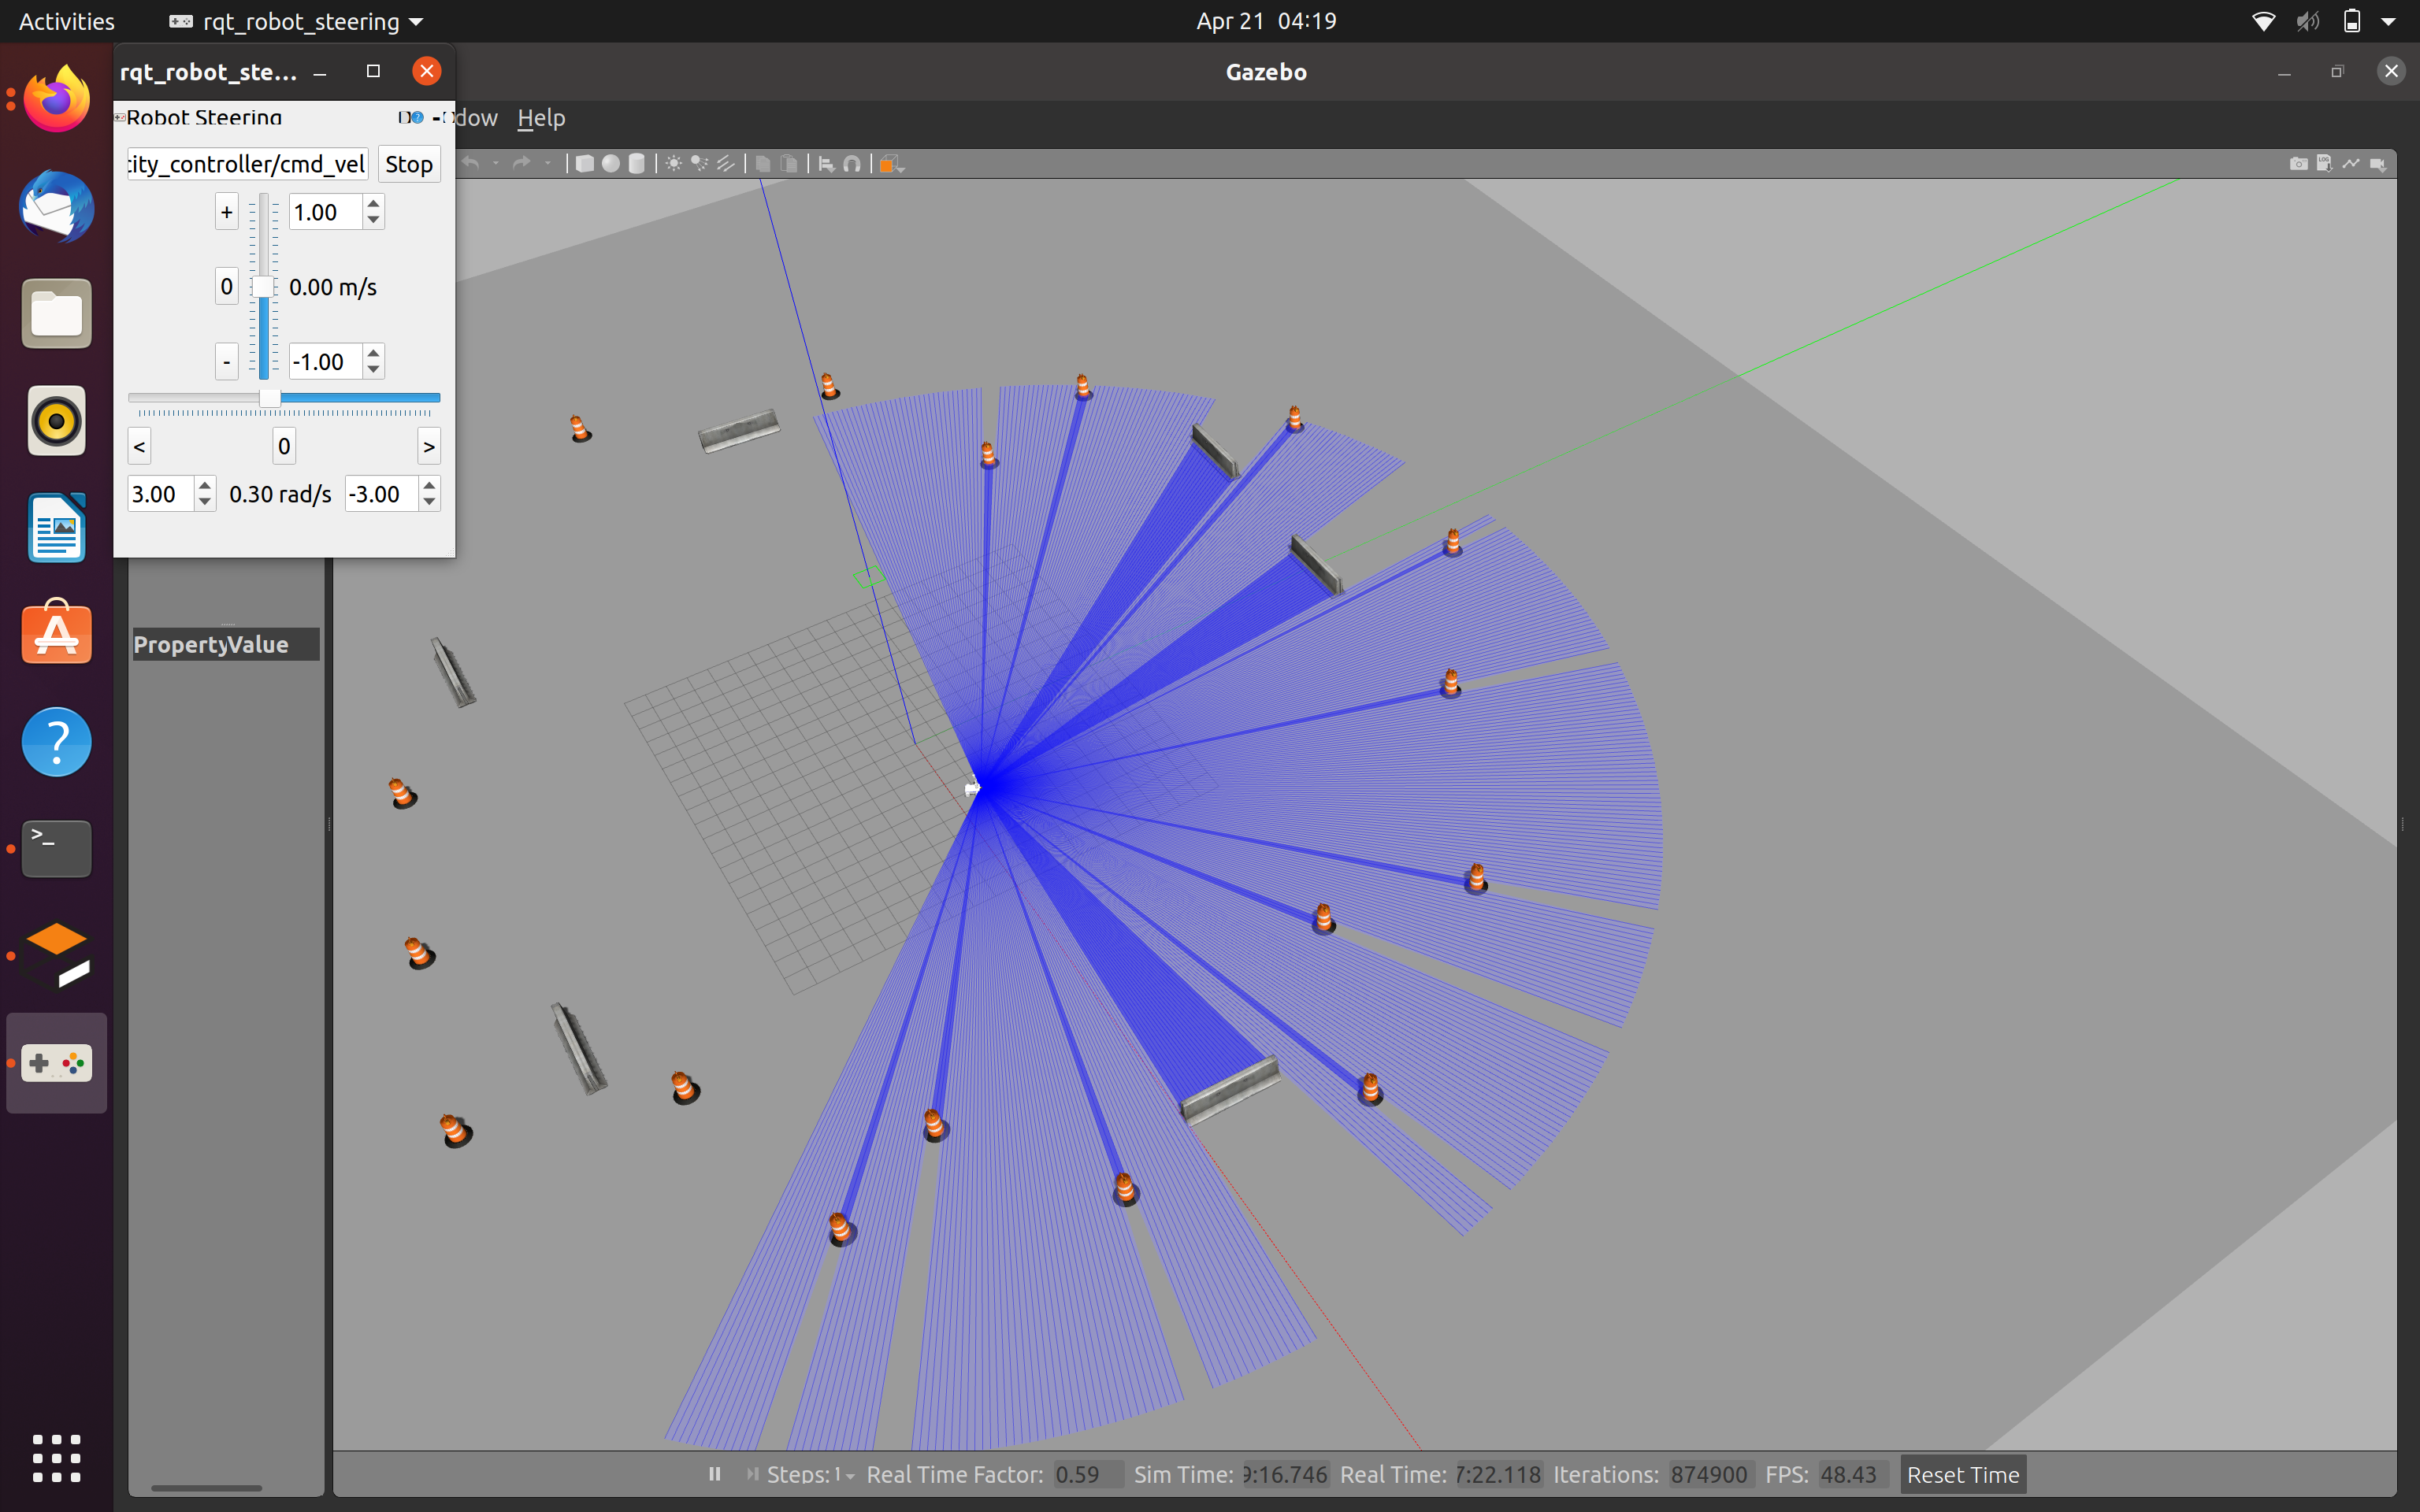 Activities
rqt_robot_steering
Apr 21 04:19
rqt_robot_ste...
Gazebo
Robot Steering
dow Help
city_controller/cmd_vel Stop
+ 1.00
0 0.00 m/s
- -1.00
< 0 >
3.00 0.30 rad/s -3.00
PropertyValue
Steps: 1 Real Time Factor: 0.59 Sim Time: 9:16.746 Real Time: 7:22.118 Iterations: 874900 FPS: 48.43 Reset Time